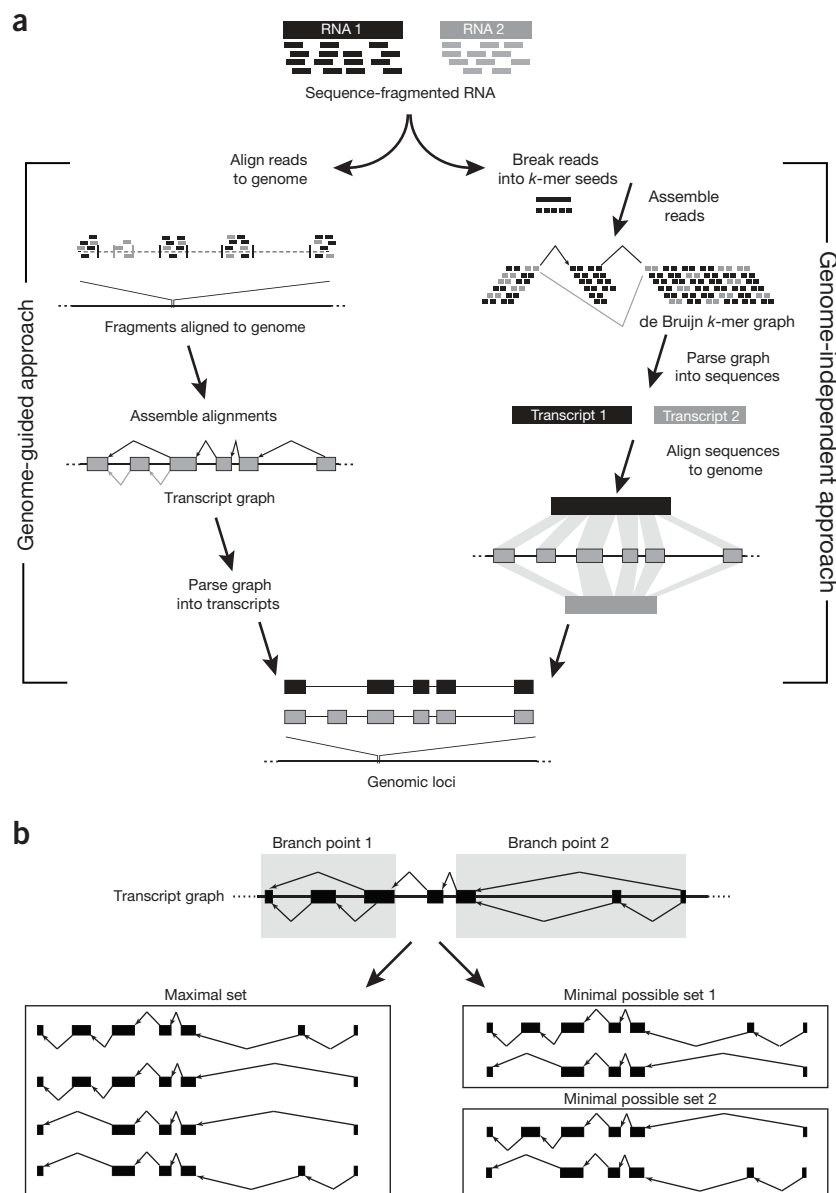 a
RNA 1
RNA 2
Sequence-fragmented RNA
Align reads
to genome
Break reads
into k-mer seeds
Assemble
reads
Fragments aligned to genome
de Bruijn k-mer graph
Assemble alignments
Parse graph
into sequences
Transcript 1
Transcript 2
Transcript graph
Align sequences
to genome
Parse graph
into transcripts
Genome-guided approach
Genome-independent approach
Genomic loci
b
Branch point 1
Branch point 2
Transcript graph
Maximal set
Minimal possible set 1
Minimal possible set 2